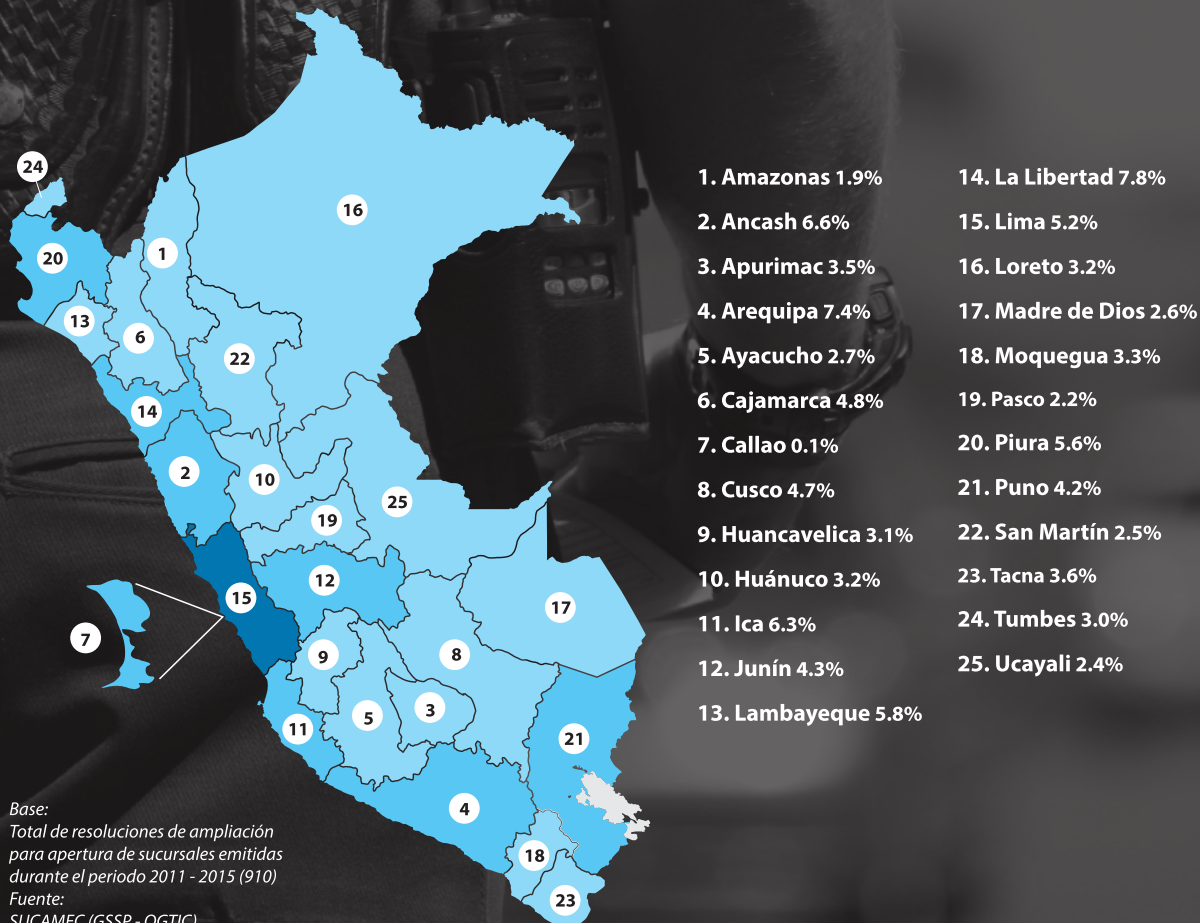 24
16
1
20
13
6
22
14
2
10
25
19
12
15
17
7
9
8
5
3
11
21
4
18
23
1. Amazonas 1.9%
2. Ancash 6.6%
3. Apurimac 3.5%
4. Arequipa 7.4%
5. Ayacucho 2.7%
6. Cajamarca 4.8%
7. Callao 0.1%
8. Cusco 4.7%
9. Huancavelica 3.1%
10. Huánuco 3.2%
11. Ica 6.3%
12. Junín 4.3%
13. Lambayeque 5.8%
14. La Libertad 7.8%
15. Lima 5.2%
16. Loreto 3.2%
17. Madre de Dios 2.6%
18. Moquegua 3.3%
19. Pasco 2.2%
20. Piura 5.6%
21. Puno 4.2%
22. San Martín 2.5%
23. Tacna 3.6%
24. Tumbes 3.0%
25. Ucayali 2.4%
Base:
Total de resoluciones de ampliación
para apertura de sucursales emitidas
durante el periodo 2011 - 2015 (910)
Fuente:
SUCAMEC (GSSP - OGTIC)